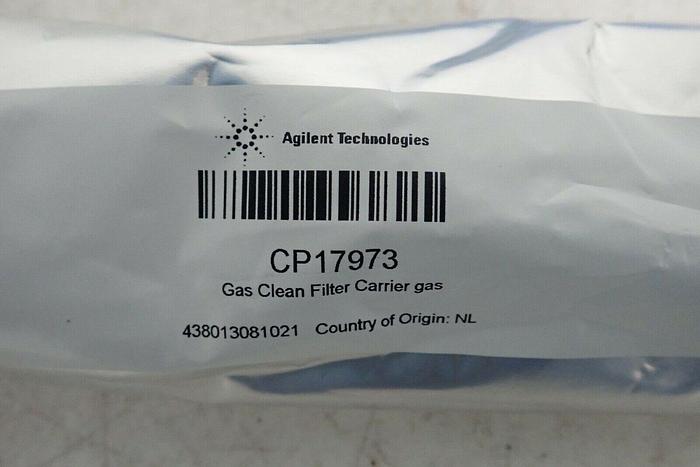 Agilent Technologies
CP17973
Gas Clean Filter Carrier gas
438013081021 Country of Origin: NL